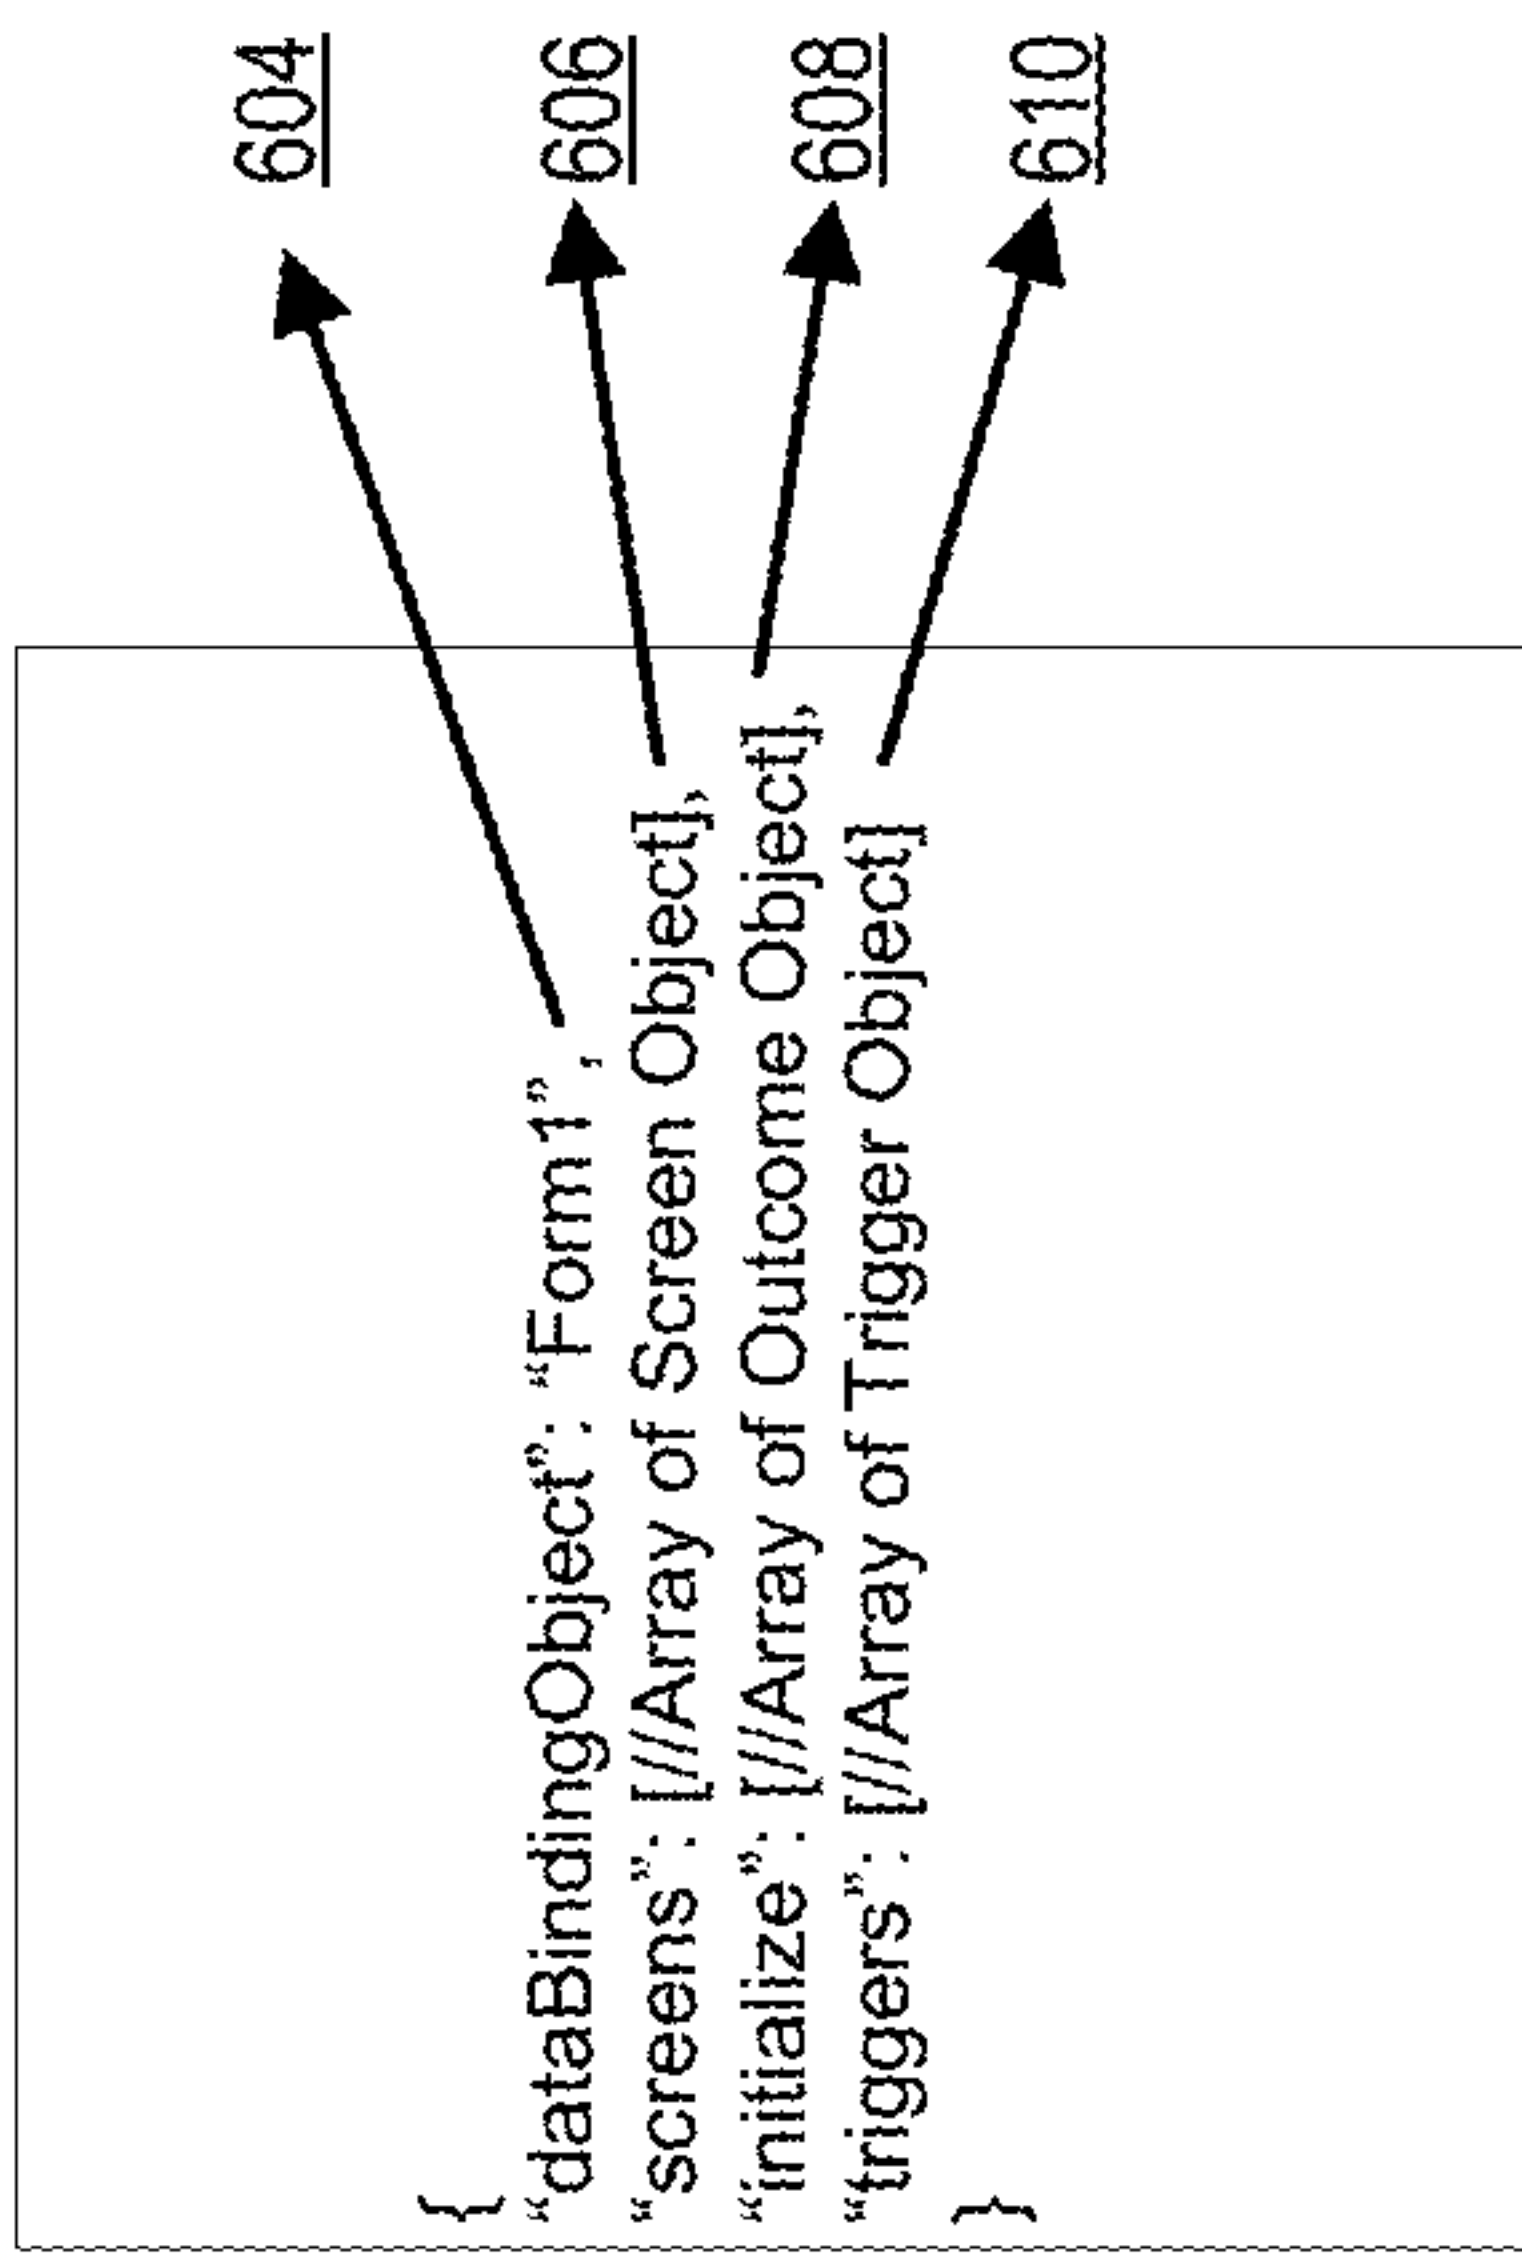 {
“dataBindingObject”: “Form1”, 604
“screens”: [///Array of Screen Object], 606
“initialize”: [///Array of Outcome Object], 608
“triggers”: [///Array of Trigger Object] 610
}